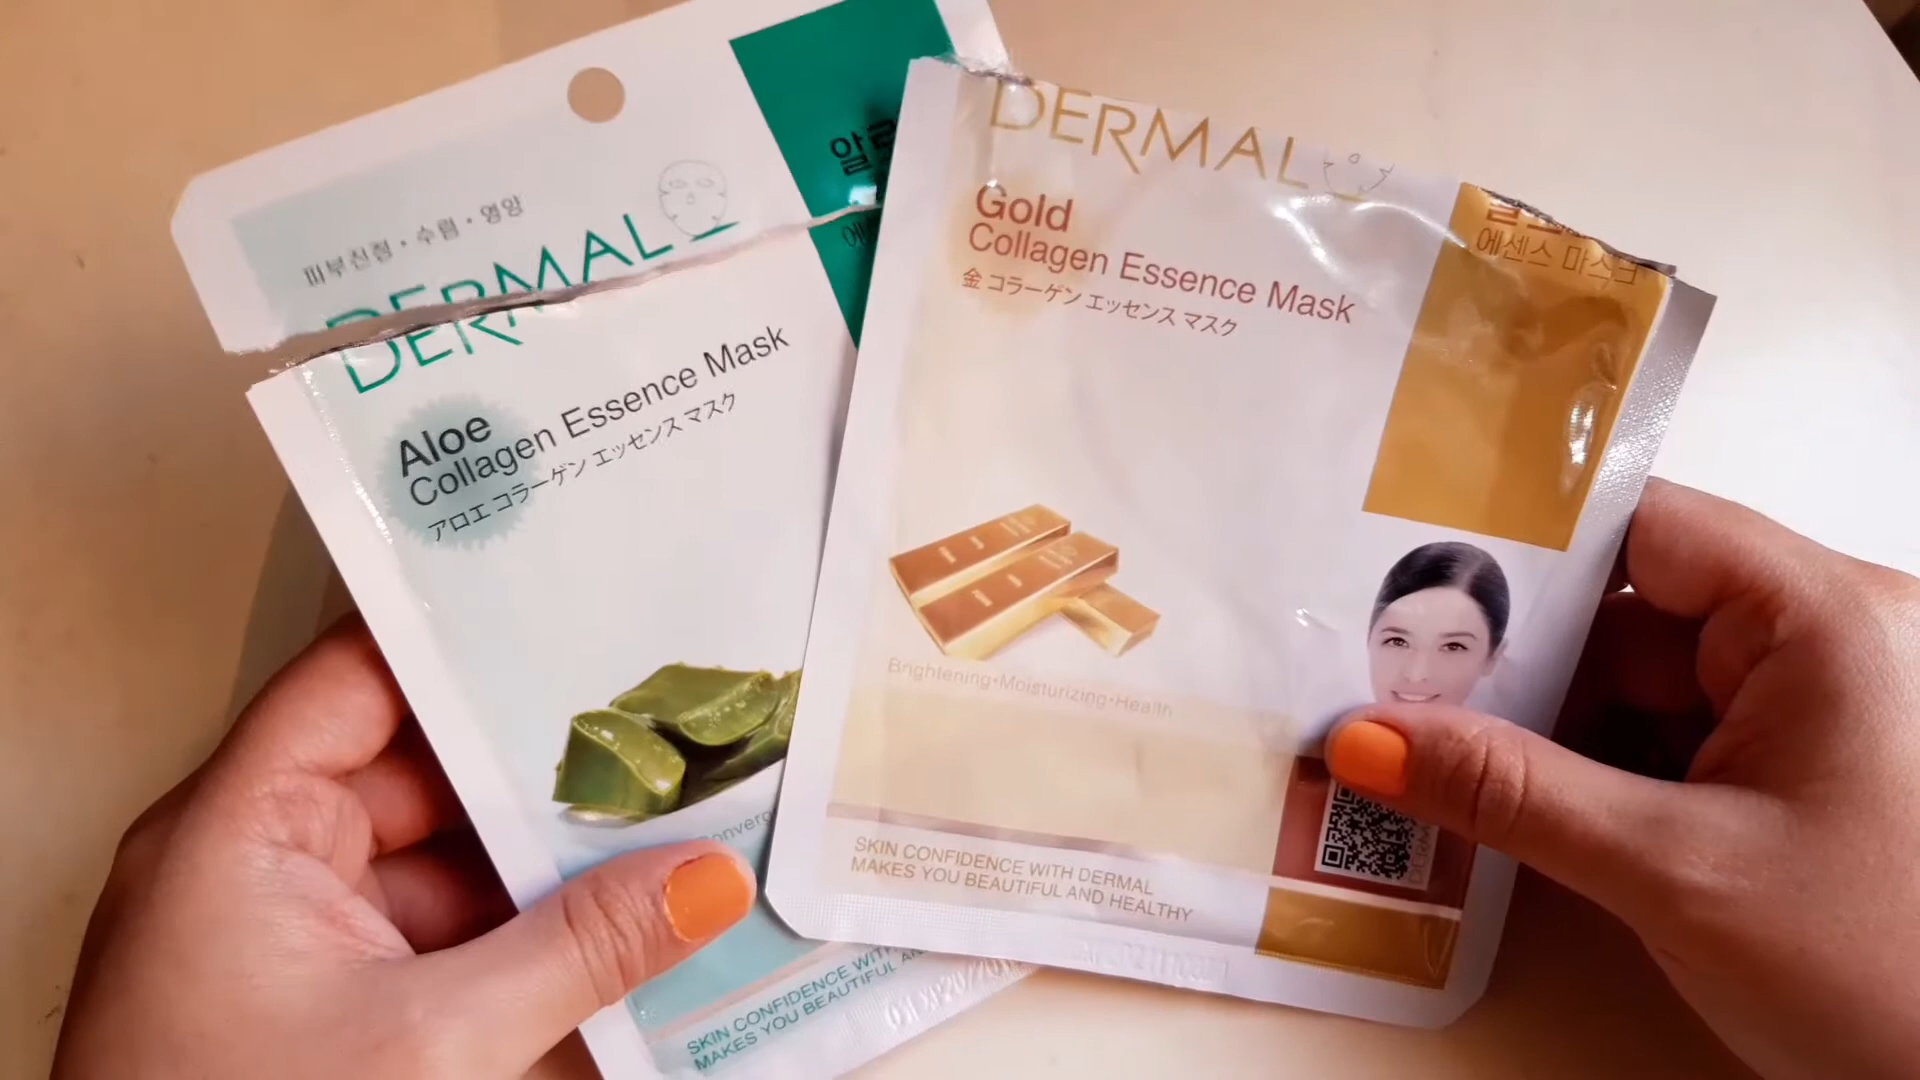 피부진정·수렴·영양
DERMAL
Aloe
Collagen Essence Mask
アロエ コラーゲン エッセンス マスク
SKIN CONFIDENCE WITH
MAKES YOU BEAUTIFUL
DERMAL
Gold
Collagen Essence Mask
金 コラーゲン エッセンス マスク
에센스 마스크
Brightening·Moisturizing·Health
SKIN CONFIDENCE WITH DERMAL
MAKES YOU BEAUTIFUL AND HEALTHY